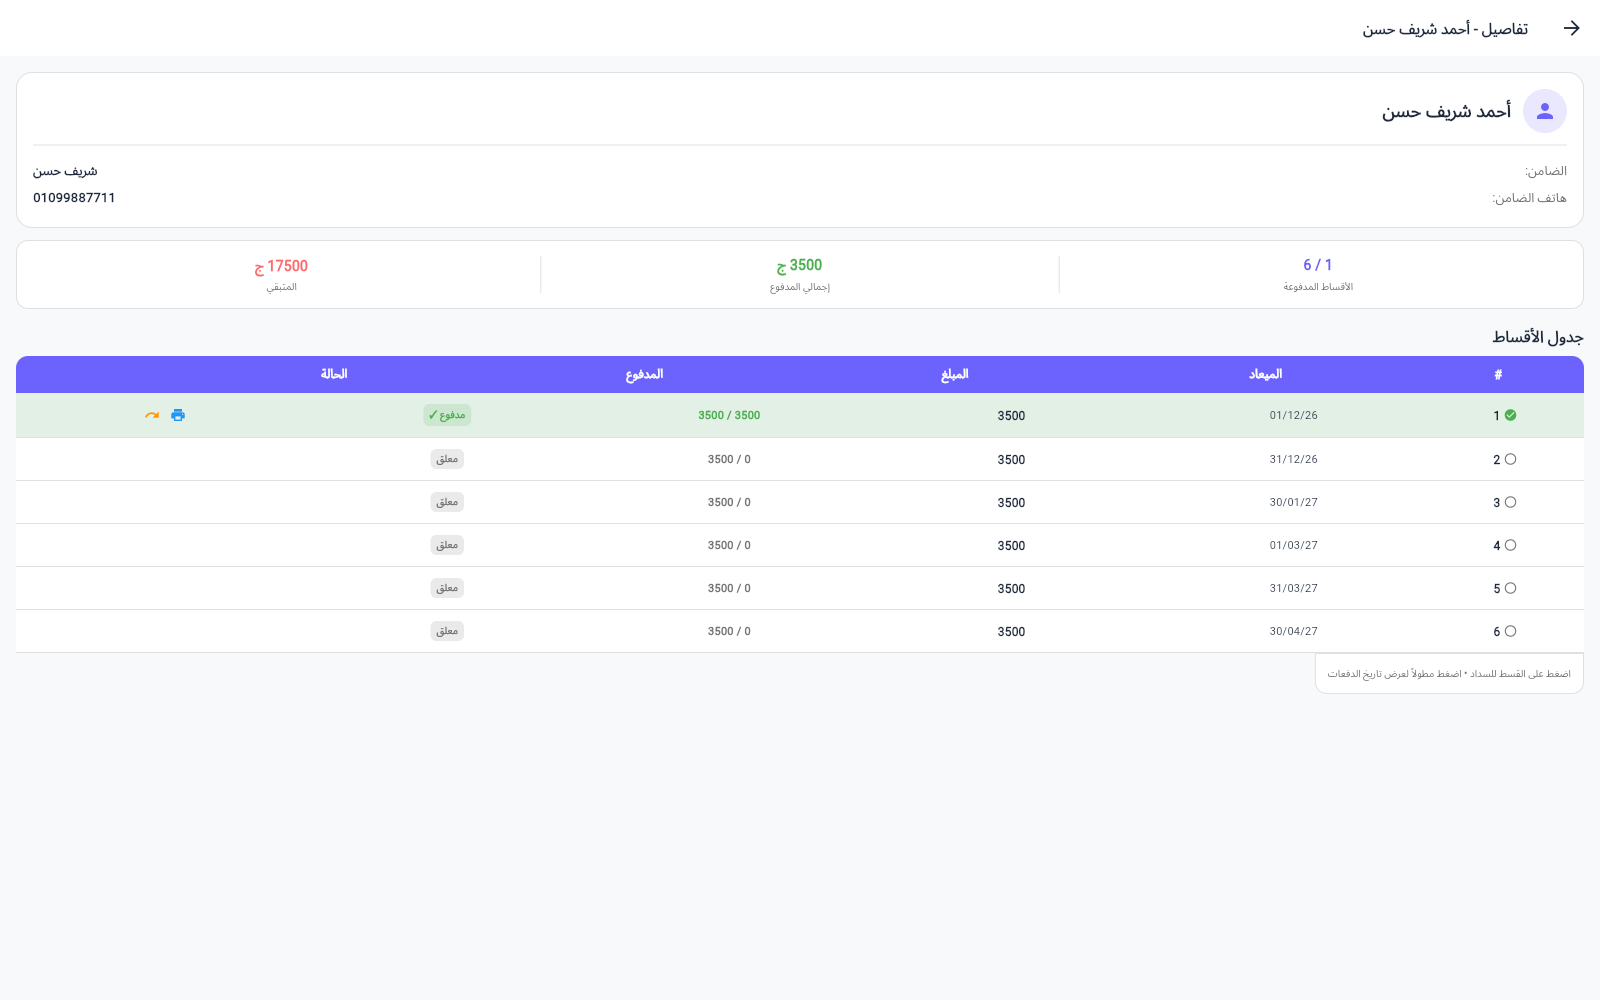 تفاصيل - أحمد شريف حسن
أحمد شريف حسن
الضامن: شريف حسن
هاتف الضامن: 01099887711
1 / 6 3500 ج 17500 ج
الأقساط المدفوعة إجمالي المدفوع المتبقي
جدول الأقساط
# الميعاد المبلغ المدفوع الحالة
1 01/12/26 3500 3500 / 3500 مدفوع ✓
2 31/12/26 3500 0 / 3500 معلق
3 30/01/27 3500 0 / 3500 معلق
4 01/03/27 3500 0 / 3500 معلق
5 31/03/27 3500 0 / 3500 معلق
6 30/04/27 3500 0 / 3500 معلق
اضغط على القسط للسداد • اضغط مطولاً لعرض تاريخ الدفعات